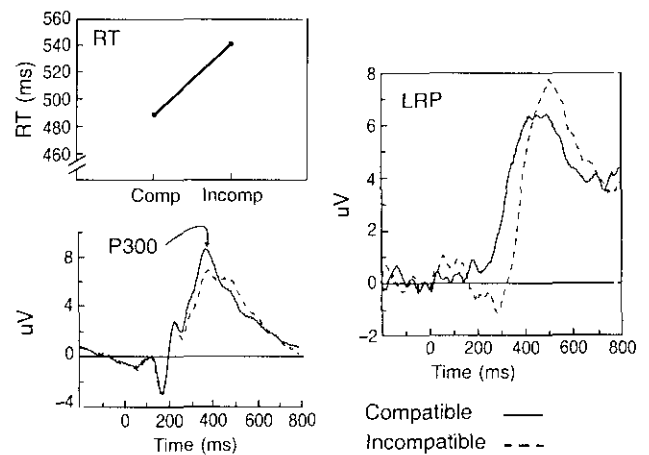 560
540
520
500
480
460
RT
RT (ms)
Comp Incomp
P300
8
4
0
-4
uV
0 200 400 600 800
Time (ms)
LRP
8
6
4
2
0
-2
uV
0 200 400 600 800
Time (ms)
Compatible
Incompatible